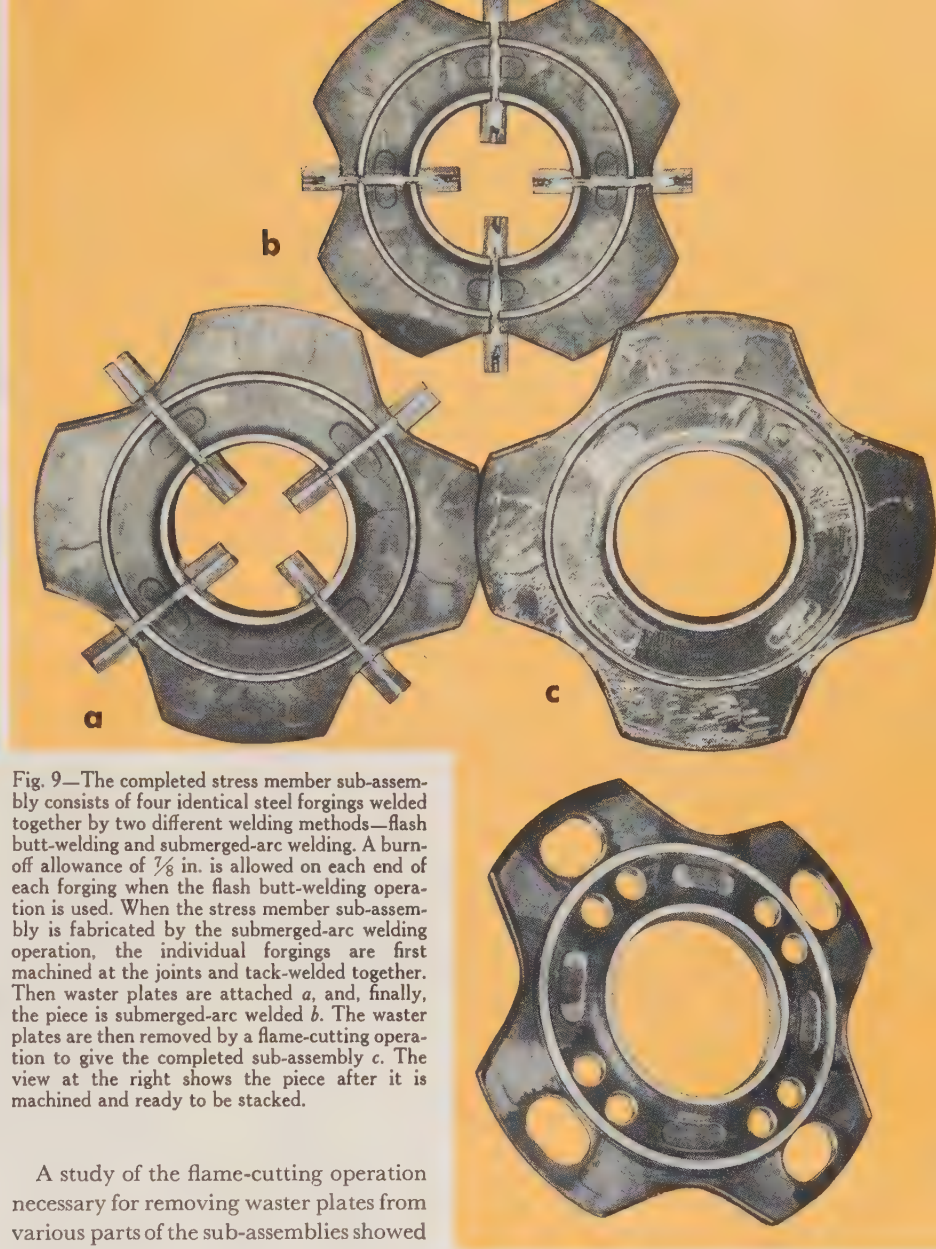 b
a
c
Fig. 9—The completed stress member sub-assem-
bly consists of four identical steel forgings welded
together by two different welding methods—flash
butt-welding and submerged-arc welding. A burn-
off allowance of 7/8 in. is allowed on each end of
each forging when the flash butt-welding opera-
tion is used. When the stress member sub-assem-
bly is fabricated by the submerged-arc welding
operation, the individual forgings are first
machined at the joints and tack-welded together.
Then waster plates are attached a, and, finally,
the piece is submerged-arc welded b. The waster
plates are then removed by a flame-cutting opera-
tion to give the completed sub-assembly c. The
view at the right shows the piece after it is
machined and ready to be stacked.
A study of the flame-cutting operation
necessary for removing waster plates from
various parts of the sub-assemblies showed